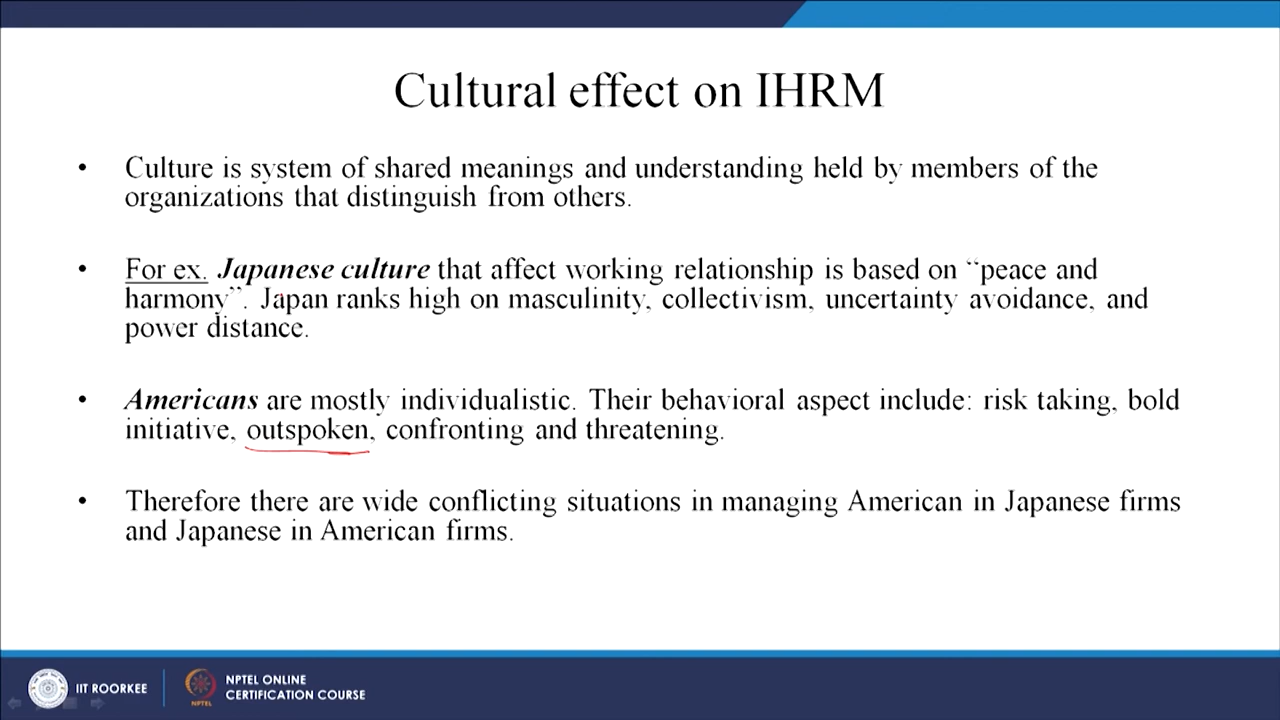 Cultural effect on IHRM
• Culture is system of shared meanings and understanding held by members of the
organizations that distinguish from others.
• For ex. Japanese culture that affect working relationship is based on “peace and
harmony”. Japan ranks high on masculinity, collectivism, uncertainty avoidance, and
power distance.
• Americans are mostly individualistic. Their behavioral aspect include: risk taking, bold
initiative, outspoken, confronting and threatening.
• Therefore there are wide conflicting situations in managing American in Japanese firms
and Japanese in American firms.
IIT ROORKEE
NPTEL
NPTEL ONLINE
CERTIFICATION COURSE